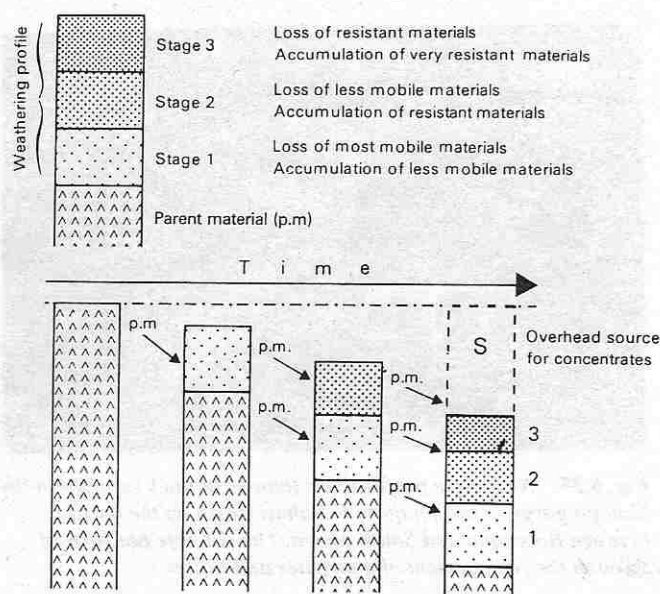 Weathering profile
Stage 3
Loss of resistant materials
Accumulation of very resistant materials
Stage 2
Loss of less mobile materials
Accumulation of resistant materials
Stage 1
Loss of most mobile materials
Accumulation of less mobile materials
Parent material (p.m)
Time
p.m
p.m.
p.m.
p.m.
p.m.
p.m.
S
Overhead source
for concentrates
3
2
1